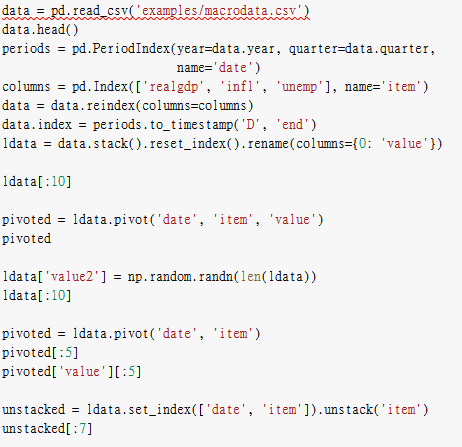 data = pd.read_csv('examples/macrodata.csv')
data.head()
periods = pd.PeriodIndex(year=data.year, quarter=data.quarter,
                         name='date')
columns = pd.Index(['realgdp', 'infl', 'unemp'], name='item')
data = data.reindex(columns=columns)
data.index = periods.to_timestamp('D', 'end')
ldata = data.stack().reset_index().rename(columns={0: 'value'})

ldata[:10]

pivoted = ldata.pivot('date', 'item', 'value')
pivoted

ldata['value2'] = np.random.randn(len(ldata))
ldata[:10]

pivoted = ldata.pivot('date', 'item')
pivoted[:5]
pivoted['value'][:5]

unstacked = ldata.set_index(['date', 'item']).unstack('item')
unstacked[:7]